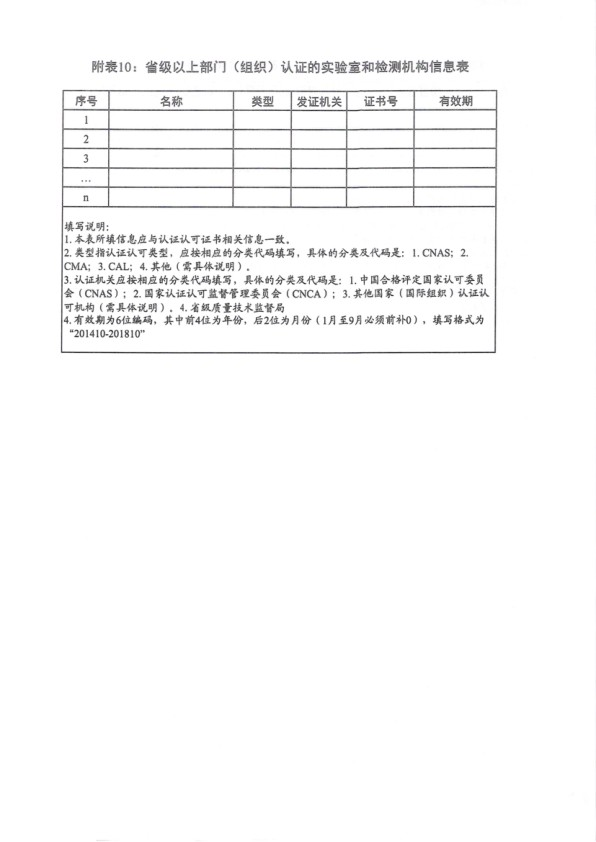 附表10：省级以上部门（组织）认证的实验室和检测机构信息表
序号 名称 类型 发证机关 证书号 有效期
1
2
3
…
n
填写说明：
1. 本表所填信息应与认证认可证书相关信息一致。
2. 类型指认证认可类型，应按相应的分类代码填写，具体的分类及代码是：1. CNAS；2.
CMA；3. CAL；4. 其他（需具体说明）。
3. 认证机关应按相应的分类代码填写，具体的分类及代码是：1. 中国合格评定国家认可委员
会（CNAS）；2. 国家认证认可监督管理委员会（CNCA）；3. 其他国家（国际组织）认证认
可机构（需具体说明）。4. 省级质量技术监督局
4. 有效期为6位编码，其中前4位为年份，后2位为月份（1月至9月必须前补0），填写格式为
“201410-201810”